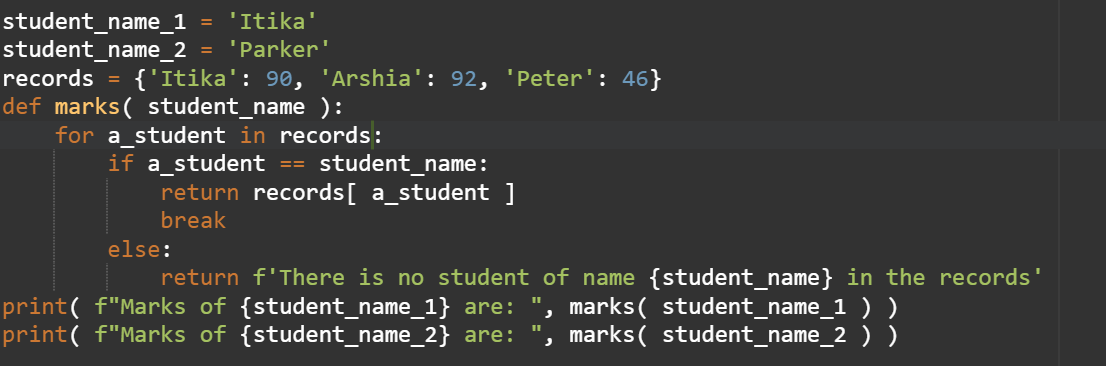 student_name_1 = 'Itika'
student_name_2 = 'Parker'
records = {'Itika': 90, 'Arshia': 92, 'Peter': 46}
def marks( student_name ):
    for a_student in records:
        if a_student == student_name:
            return records[ a_student ]
            break
        else:
            return f'There is no student of name {student_name} in the records'
print( f"Marks of {student_name_1} are: ", marks( student_name_1 ) )
print( f"Marks of {student_name_2} are: ", marks( student_name_2 ) )